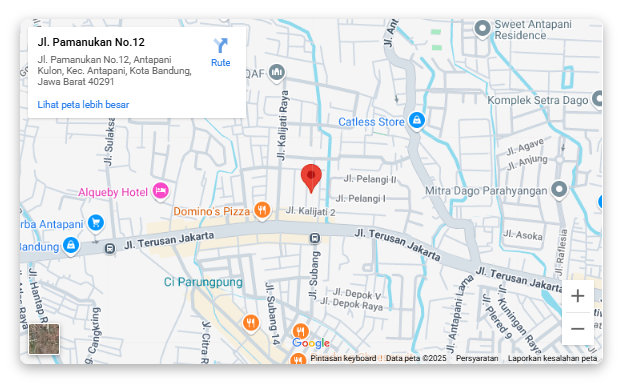 Jl. Pamanukan No.12
Jl. Pamanukan No.12, Antapani
Kulon, Kec. Antapani, Kota Bandung,
Jawa Barat 40291
Rute
Lihat peta lebih besar
Sweet Antapani
Residence
QAF
Komplek Setra Dago
Jl. Kalijati Raya
Jl. Sulaksa
Catless Store
Jl. Ant
Jl. Agave
Jl. Anjung
Jl. Pelangi II
Alqueby Hotel
Mitra Dago Parahyangan
Jl. Pelangi I
Domino's Pizza
Jl. Kalijati 2
rba Antapani
Bandung
Jl. Terusan Jakarta
Jl. Terusan Jakarta
Jl. Asoka
Jl. Raflesia
Jl. Subang
Jl. Terusan Jakarta
Ci Parungpung
Jl. Hantap Ra
Jl. Subang 14
Jl. Depok V
Jl. Depok Raya
Jl. Antapani Lama
Jl. Plered 9
Jl. Kuningan Raya
Cangkring
Jl. Citra R
Google
Pintasan keyboard
Data peta ©2025
Persyaratan
Laporkan kesalahan peta